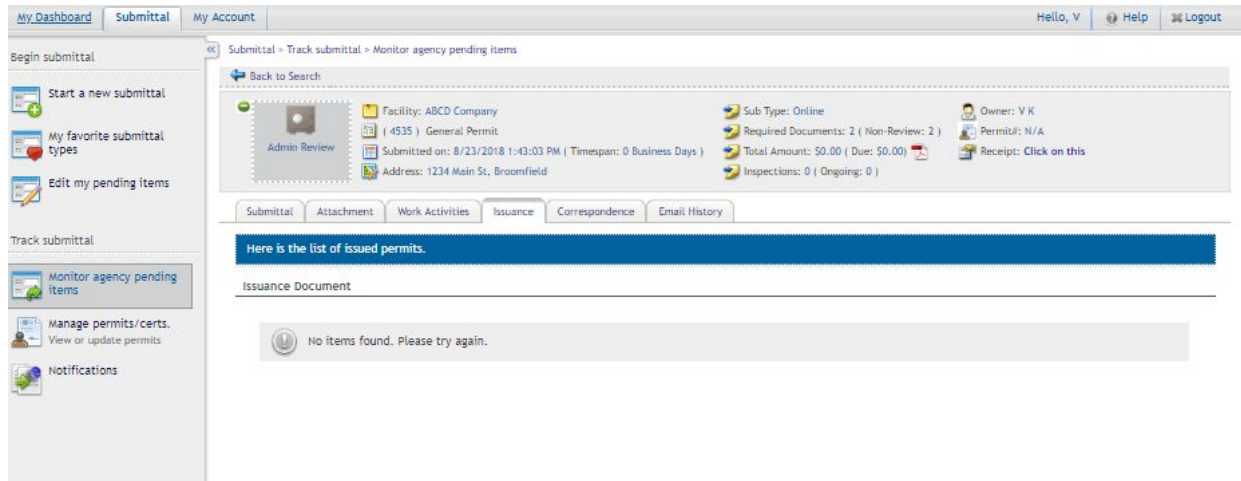 My Dashboard Submittal My Account Hello, V Help Logout
Begin submittal
Start a new submittal
My favorite submittal
types
Edit my pending items
Track submittal
Monitor agency pending
items
Manage permits/certs.
View or update permits
Notifications
Submittal > Track submittal > Monitor agency pending items
Back to Search
Admin Review
Facility: ABCD Company
( 4535 ) General Permit
Submitted on: 8/23/2018 1:43:03 PM ( Timespan: 0 Business Days )
Address: 1234 Main St, Broomfield
Sub Type: Online
Required Documents: 2 ( Non-Review: 2 )
Total Amount: $0.00 ( Due: $0.00)
Inspections: 0 ( Ongoing: 0 )
Owner: V K
Permit#: N/A
Receipt: Click on this
Submittal Attachment Work Activities Issuance Correspondence Email History
Here is the list of issued permits.
Issuance Document
No items found. Please try again.